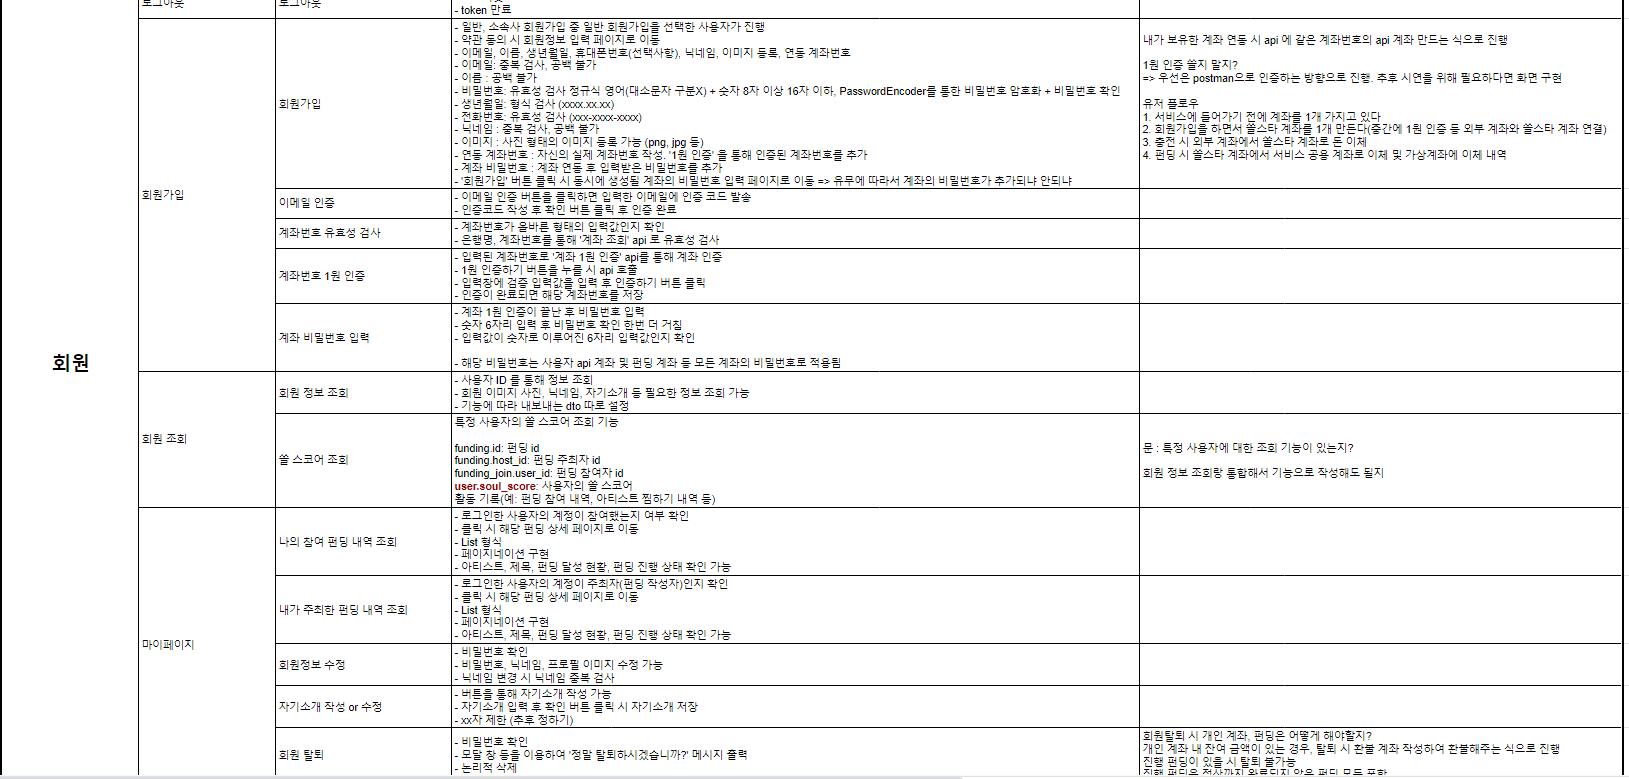 로그아웃
로그아웃
- token 만료
회원
회원가입
회원가입
- 일반, 소속사 회원가입 중 일반 회원가입을 선택한 사용자가 진행
- 약관 동의 시 회원정보 입력 페이지로 이동
- 이메일, 이름, 생년월일, 휴대폰번호(선택사항), 닉네임, 이미지 등록, 연동 계좌번호
- 이메일: 중복 검사, 공백 불가
- 이름 : 공백 불가
- 비밀번호: 유효성 검사 정규식 영어(대소문자 구분X) + 숫자 8자 이상 16자 이하, PasswordEncoder를 통한 비밀번호 암호화 + 비밀번호 확인
- 생년월일: 형식 검사 (xxxx.xx.xx)
- 전화번호: 유효성 검사 (xxx-xxxx-xxxx)
- 닉네임 : 중복 검사, 공백 불가
- 이미지 : 사진 형태의 이미지 등록 가능 (png, jpg 등)
- 연동 계좌번호 : 자신의 실제 계좌번호 작성. '1원 인증' 을 통해 인증된 계좌번호를 추가
- 계좌 비밀번호 : 계좌 연동 후 입력받은 비밀번호를 추가
- '회원가입' 버튼 클릭 시 동시에 생성될 계좌의 비밀번호 입력 페이지로 이동 => 유무에 따라서 계좌의 비밀번호가 추가되냐 안되냐
내가 보유한 계좌 연동 시 api 에 같은 계좌번호의 api 계좌 만드는 식으로 진행
1원 인증 쓸지 말지?
=> 우선은 postman으로 인증하는 방향으로 진행. 추후 시연을 위해 필요하다면 화면 구현
유저 플로우
1. 서비스에 들어가기 전에 계좌를 1개 가지고 있다
2. 회원가입을 하면서 쏠스타 계좌를 1개 만든다(중간에 1원 인증 등 외부 계좌와 쏠스타 계좌 연결)
3. 충전 시 외부 계좌에서 쏠스타 계좌로 돈 이체
4. 펀딩 시 쏠스타 계좌에서 서비스 공용 계좌로 이체 및 가상계좌에 이체 내역
이메일 인증
- 이메일 인증 버튼을 클릭하면 입력한 이메일에 인증 코드 발송
- 인증코드 작성 후 확인 버튼 클릭 후 인증 완료
계좌번호 유효성 검사
- 계좌번호가 올바른 형태의 입력값인지 확인
- 은행명, 계좌번호를 통해 '계좌 조회' api 로 유효성 검사
계좌번호 1원 인증
- 입력된 계좌번호로 '계좌 1원 인증' api를 통해 계좌 인증
- 1원 인증하기 버튼을 누를 시 api 호출
- 입력창에 검증 입력값을 입력 후 인증하기 버튼 클릭
- 인증이 완료되면 해당 계좌번호를 저장
계좌 비밀번호 입력
- 계좌 1원 인증이 끝난 후 비밀번호 입력
- 숫자 6자리 입력 후 비밀번호 확인 한번 더 거침
- 입력값이 숫자로 이루어진 6자리 입력값인지 확인
- 해당 비밀번호는 사용자 api 계좌 및 펀딩 계좌 등 모든 계좌의 비밀번호로 적용됨
회원 조회
회원 정보 조회
- 사용자 ID 를 통해 정보 조회
- 회원 이미지 사진, 닉네임, 자기소개 등 필요한 정보 조회 가능
- 기능에 따라 내보내는 dto 따로 설정
쏠 스코어 조회
특정 사용자의 쏠 스코어 조회 기능
funding.id: 펀딩 id
funding.host_id: 펀딩 주최자 id
funding_join.user_id: 펀딩 참여자 id
user.soul_score: 사용자의 쏠 스코어
활동 기록(예: 펀딩 참여 내역, 아티스트 찜하기 내역 등)
문 : 특정 사용자에 대한 조회 기능이 있는지?
회원 정보 조회랑 통합해서 기능으로 작성해도 될지
마이페이지
나의 참여 펀딩 내역 조회
- 로그인한 사용자의 계정이 참여했는지 여부 확인
- 클릭 시 해당 펀딩 상세 페이지로 이동
- List 형식
- 페이지네이션 구현
- 아티스트, 제목, 펀딩 달성 현황, 펀딩 진행 상태 확인 가능
내가 주최한 펀딩 내역 조회
- 로그인한 사용자의 계정이 주최자(펀딩 작성자)인지 확인
- 클릭 시 해당 펀딩 상세 페이지로 이동
- List 형식
- 페이지네이션 구현
- 아티스트, 제목, 펀딩 달성 현황, 펀딩 진행 상태 확인 가능
회원정보 수정
- 비밀번호 확인
- 비밀번호, 닉네임, 프로필 이미지 수정 가능
- 닉네임 변경 시 닉네임 중복 검사
자기소개 작성 or 수정
- 버튼을 통해 자기소개 작성 가능
- 자기소개 입력 후 확인 버튼 클릭 시 자기소개 저장
- xx자 제한 (추후 정하기)
회원 탈퇴
- 비밀번호 확인
- 모달 창 등을 이용하여 '정말 탈퇴하시겠습니까?' 메시지 출력
- 논리적 삭제
회원탈퇴 시 개인 계좌, 펀딩은 어떻게 해야할지?
개인 계좌 내 잔여 금액이 있는 경우, 탈퇴 시 환불 계좌 작성하여 환불해주는 식으로 진행
진행 펀딩이 있을 시 탈퇴 불가능
진행 펀딩은 정산까지 완료되지 않은 펀딩 모두 포함